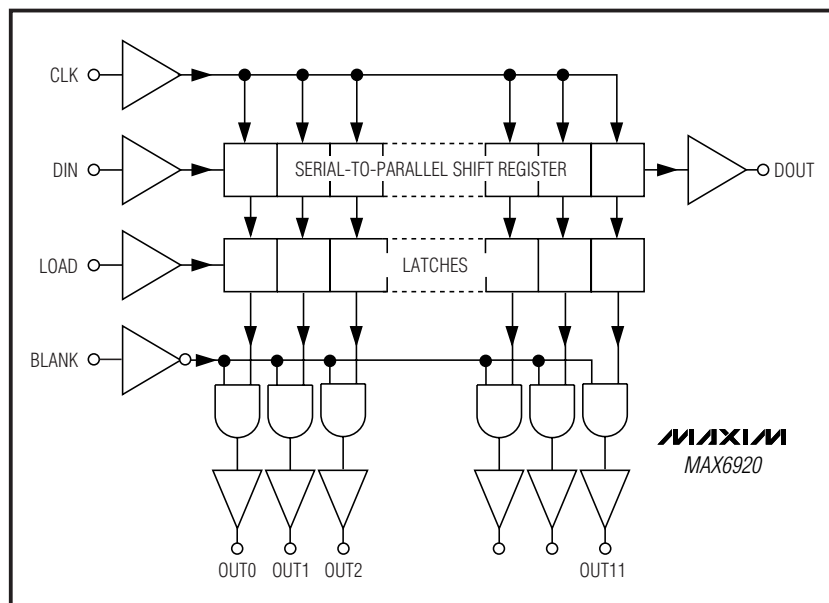 CLK
DIN
SERIAL-TO-PARALLEL SHIFT REGISTER
DOUT
LOAD
LATCHES
BLANK
MAXIM
MAX6920
OUT0
OUT1
OUT2
OUT11